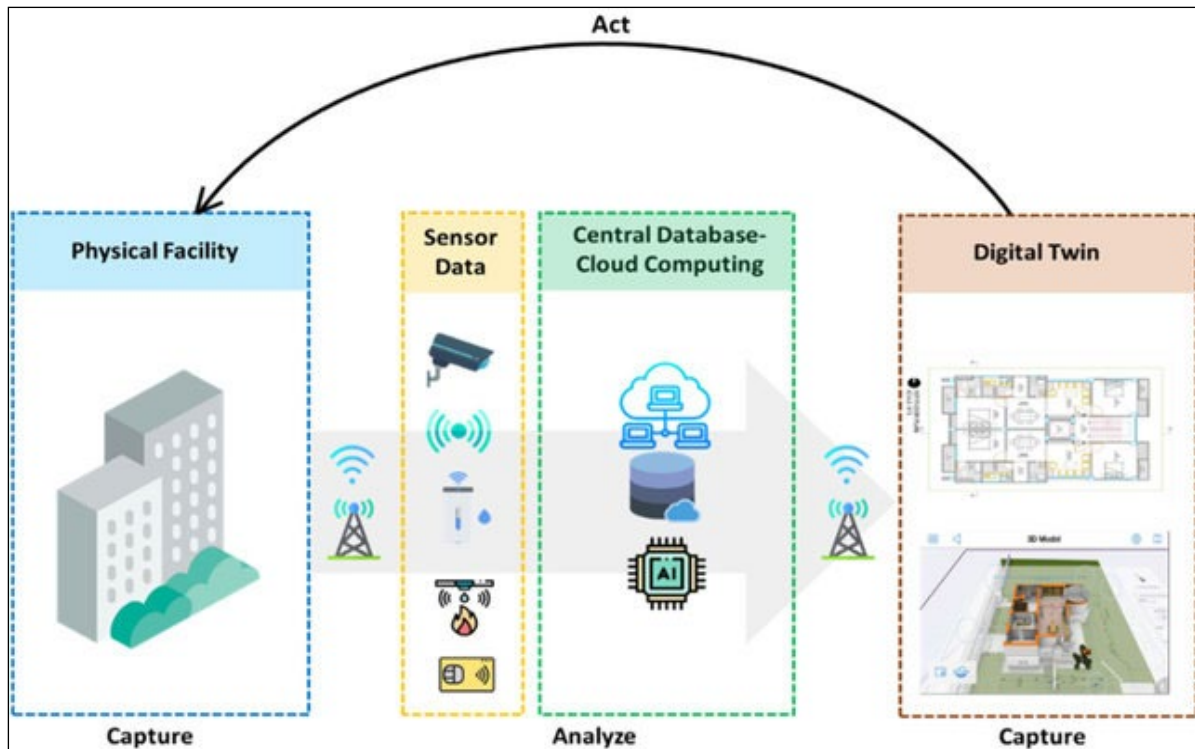 Act
Physical Facility
Sensor
Data
Central Database-
Cloud Computing
Digital Twin
AI
3D Model
Capture
Analyze
Capture